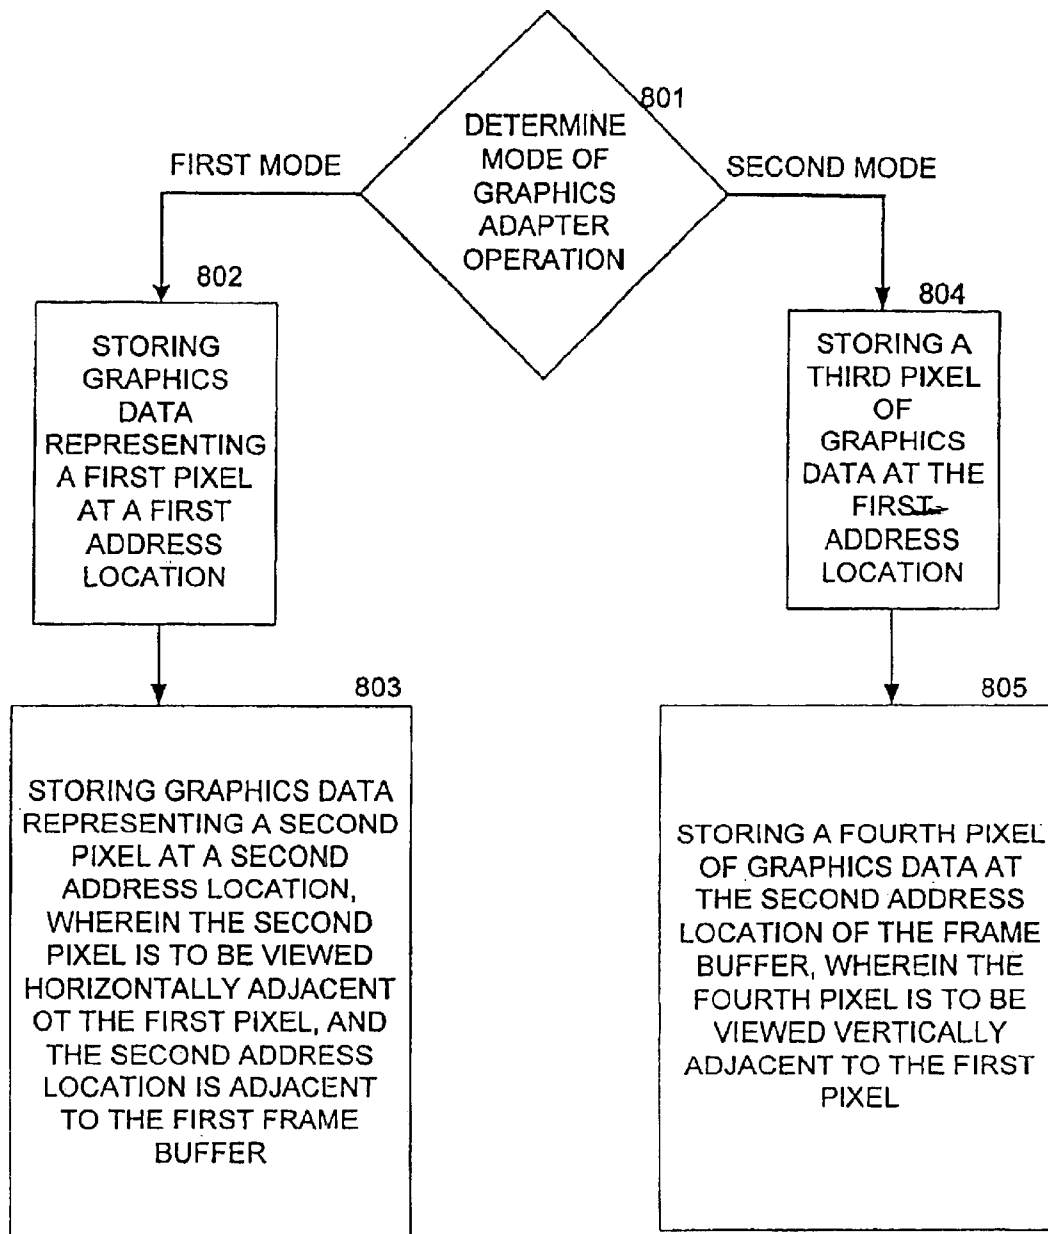 801
DETERMINE
MODE OF
GRAPHICS
ADAPTER
OPERATION
FIRST MODE
SECOND MODE
802
STORING
GRAPHICS
DATA
REPRESENTING
A FIRST PIXEL
AT A FIRST
ADDRESS
LOCATION
803
STORING GRAPHICS DATA
REPRESENTING A SECOND
PIXEL AT A SECOND
ADDRESS LOCATION,
WHEREIN THE SECOND
PIXEL IS TO BE VIEWED
HORIZONTALLY ADJACENT
OT THE FIRST PIXEL, AND
THE SECOND ADDRESS
LOCATION IS ADJACENT
TO THE FIRST FRAME
BUFFER
804
STORING A
THIRD PIXEL
OF
GRAPHICS
DATA AT THE
FIRST
ADDRESS
LOCATION
805
STORING A FOURTH PIXEL
OF GRAPHICS DATA AT
THE SECOND ADDRESS
LOCATION OF THE FRAME
BUFFER, WHEREIN THE
FOURTH PIXEL IS TO BE
VIEWED VERTICALLY
ADJACENT TO THE FIRST
PIXEL